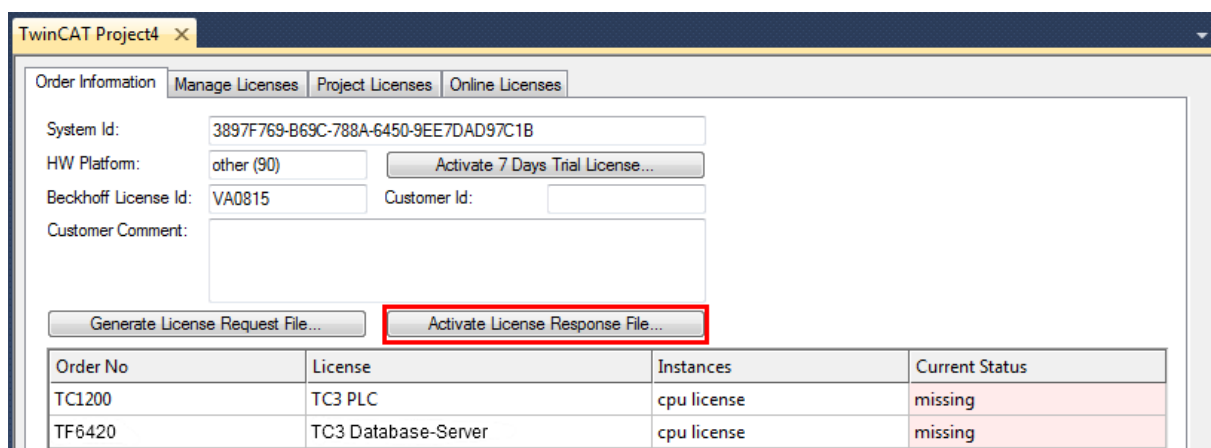 TwinCAT Project4
Order Information Manage Licenses Project Licenses Online Licenses
System Id: 3897F769-B69C-788A-6450-9EE7DAD97C1B
HW Platform: other (90) Activate 7 Days Trial License...
Beckhoff License Id: VA0815 Customer Id:
Customer Comment:
Generate License Request File... Activate License Response File...
Order No License Instances Current Status
TC1200 TC3 PLC cpu license missing
TF6420 TC3 Database-Server cpu license missing